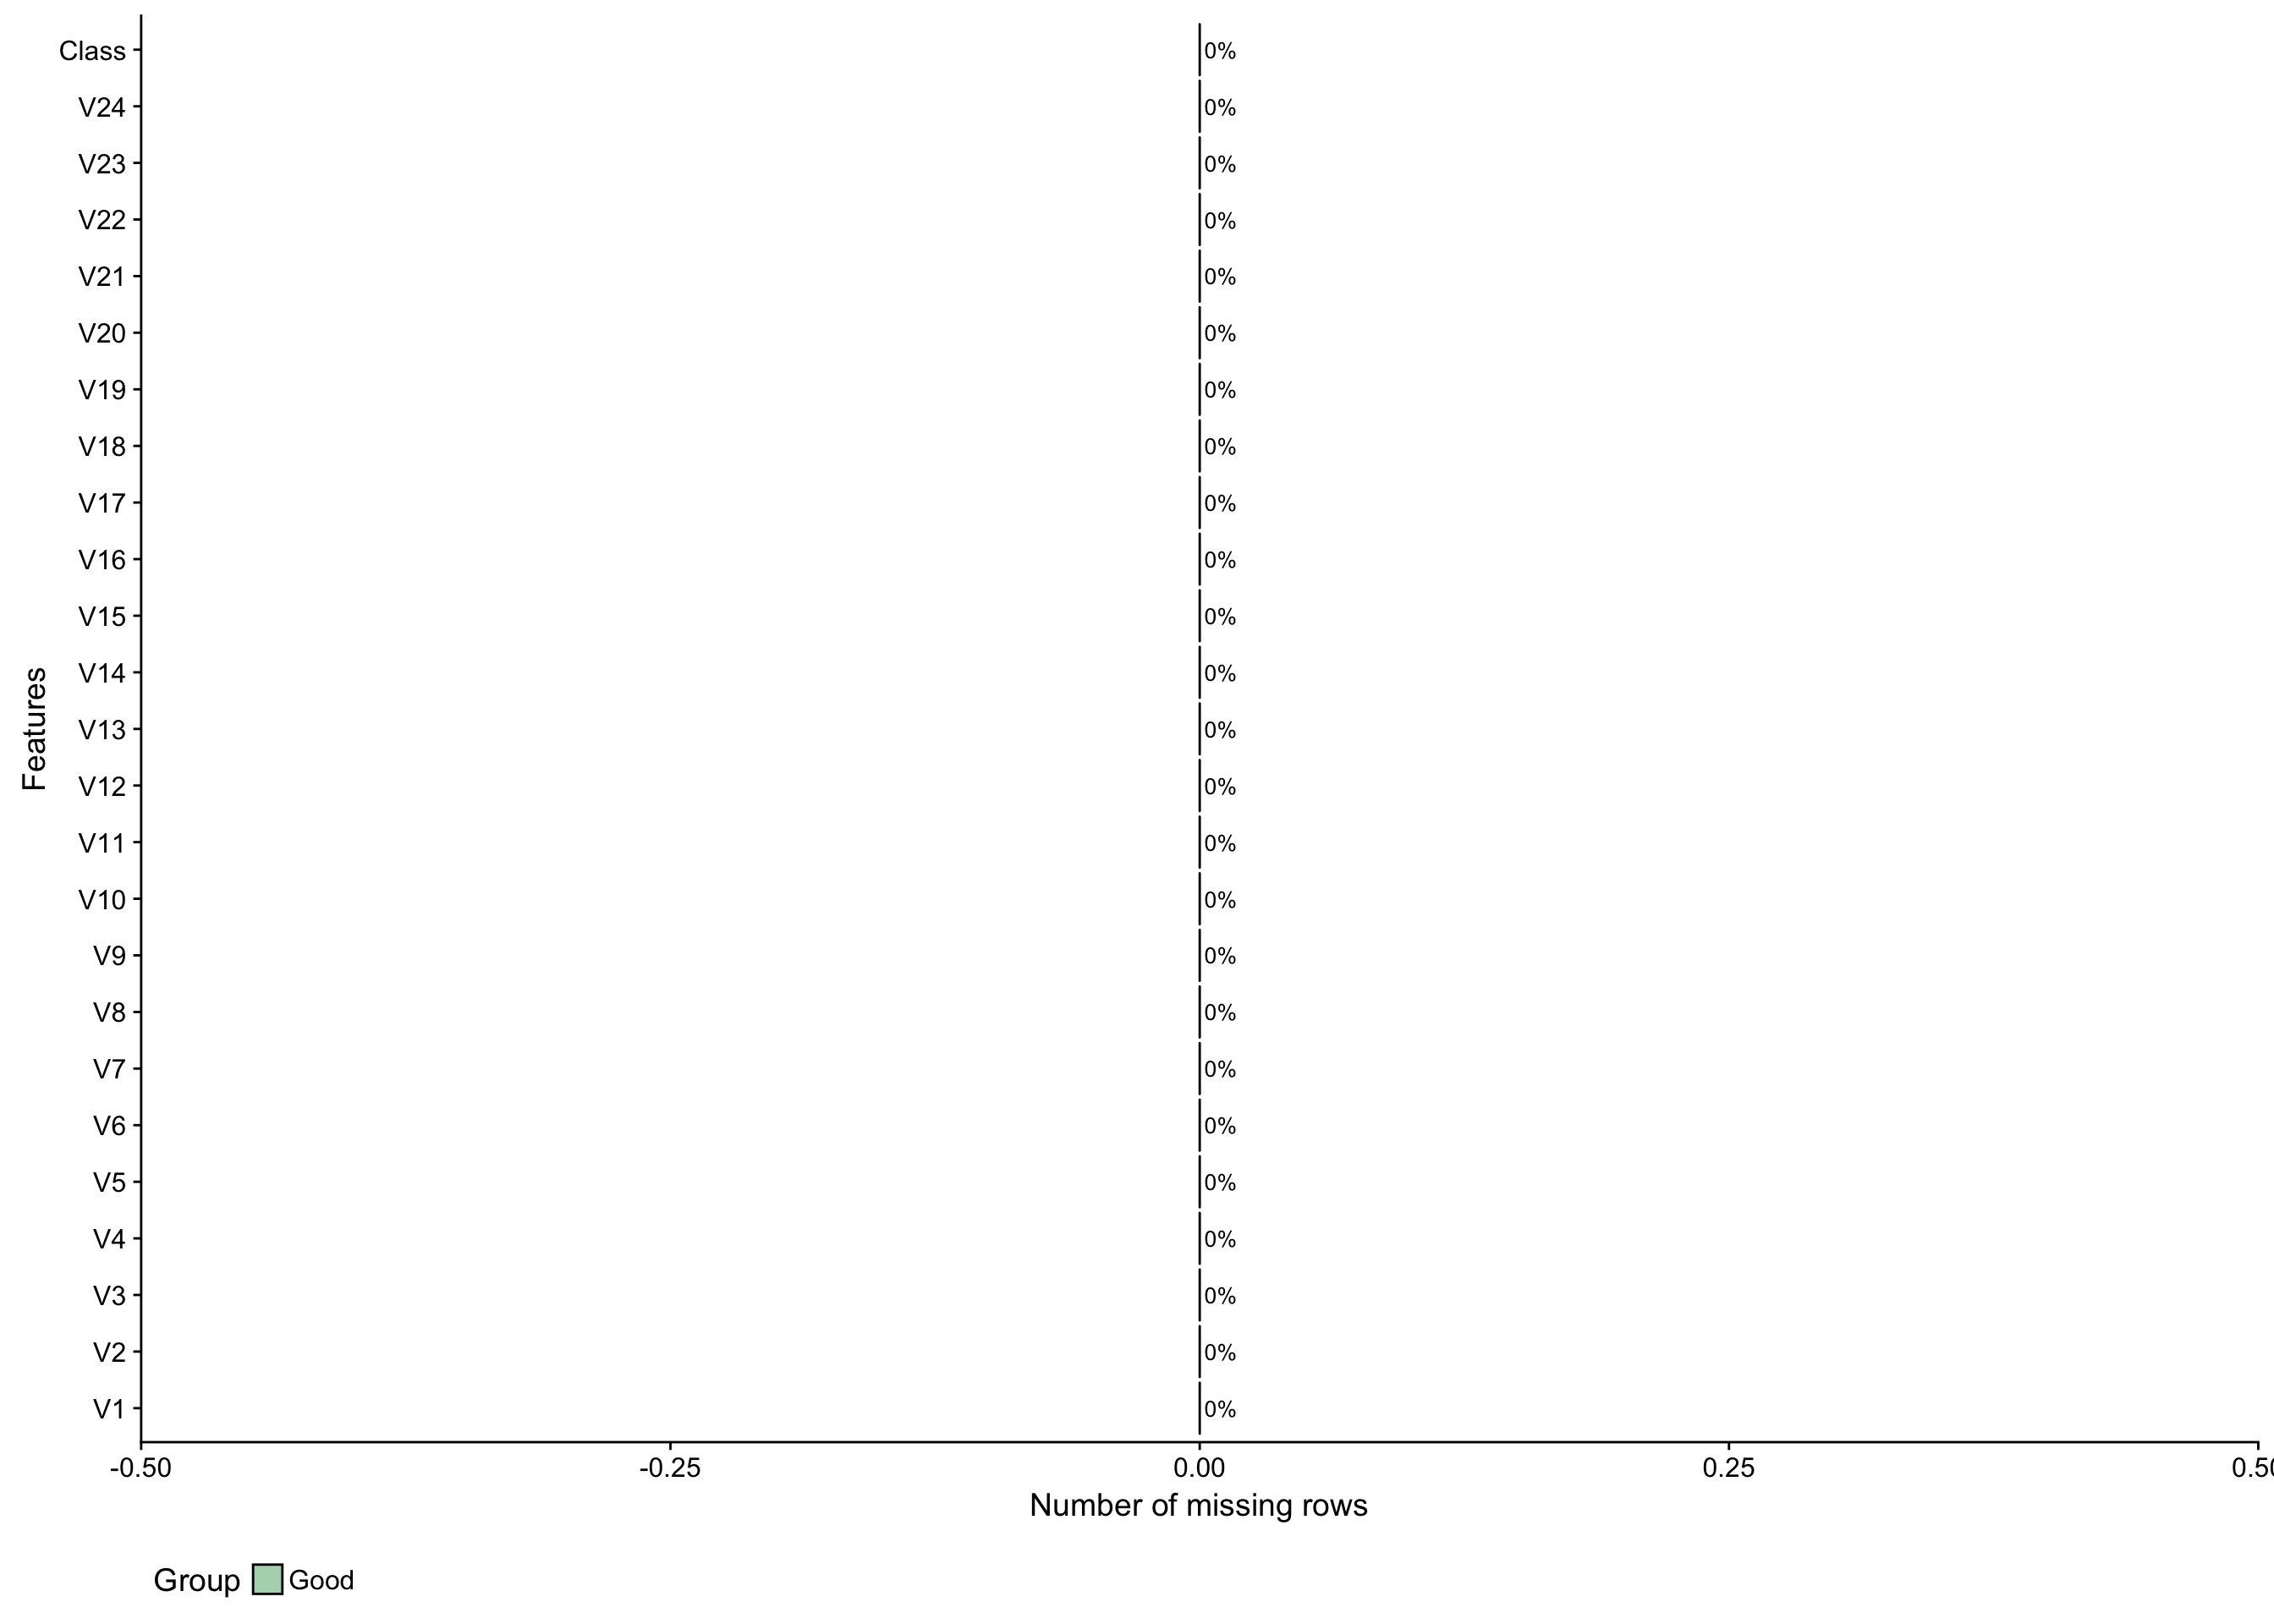 Class 0%
V24 0%
V23 0%
V22 0%
V21 0%
V20 0%
V19 0%
V18 0%
V17 0%
V16 0%
V15 0%
V14 0%
V13 0%
V12 0%
V11 0%
V10 0%
V9 0%
V8 0%
V7 0%
V6 0%
V5 0%
V4 0%
V3 0%
V2 0%
V1 0%
Features
-0.50 -0.25 0.00 0.25 0.50
Number of missing rows
Group Good